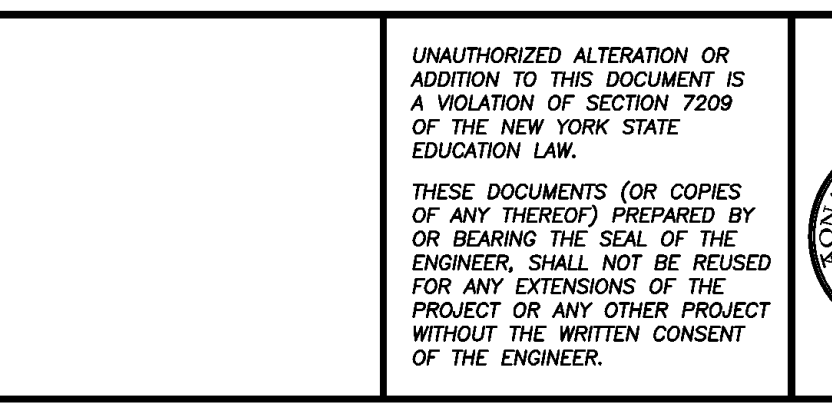 UNAUTHORIZED ALTERATION OR
ADDITION TO THIS DOCUMENT IS
A VIOLATION OF SECTION 7209
OF THE NEW YORK STATE
EDUCATION LAW.
THESE DOCUMENTS (OR COPIES
OF ANY THEREOF) PREPARED BY
OR BEARING THE SEAL OF THE
ENGINEER, SHALL NOT BE REUSED
FOR ANY EXTENSIONS OF THE
PROJECT OR ANY OTHER PROJECT
WITHOUT THE WRITTEN CONSENT
OF THE ENGINEER.